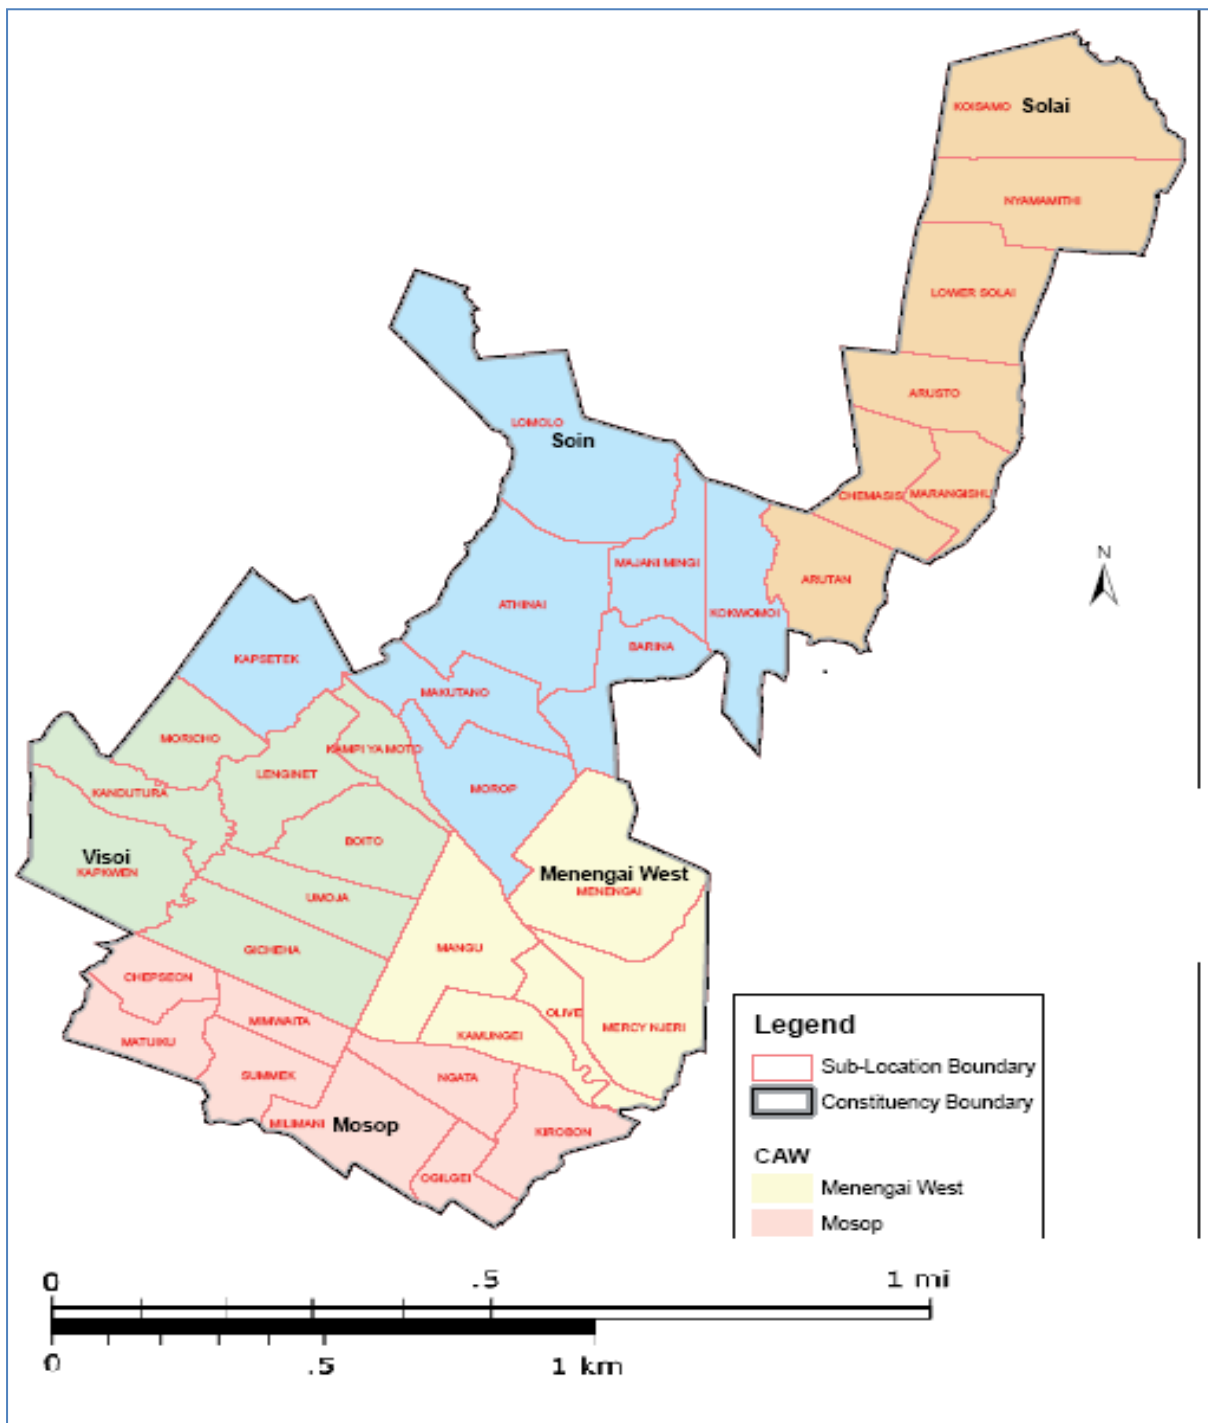 KOISAMO Solai
NYAMAMITHI
LOWER SOLAI
ARUSTO
CHEMASIS MARANGISHU
ARUTAN
LOMOLO
Soin
MAJANI MINGI
ATHINAI
KOKWOMOI
BARINA
MAKUTANO
MOROP
KAPSETEK
MORICHO
KAMPI YA MOTO
LENGINET
KANDUTURA
BOITO
Visoi
KAPKWEN
UMOJA
GICHEHA
Menengai West
MENENGAI
MANGU
OLIVE
MERCY NJERI
KAMUNGEI
CHEPSEON
MIMWAITA
MATUIKU
SUMMEK
NGATA
MILIMANI Mosop
KIROBON
OGILGEI
N
Legend
Sub-Location Boundary
Constituency Boundary
CAW
Menengai West
Mosop
0 .5 1 mi
0 .5 1 km